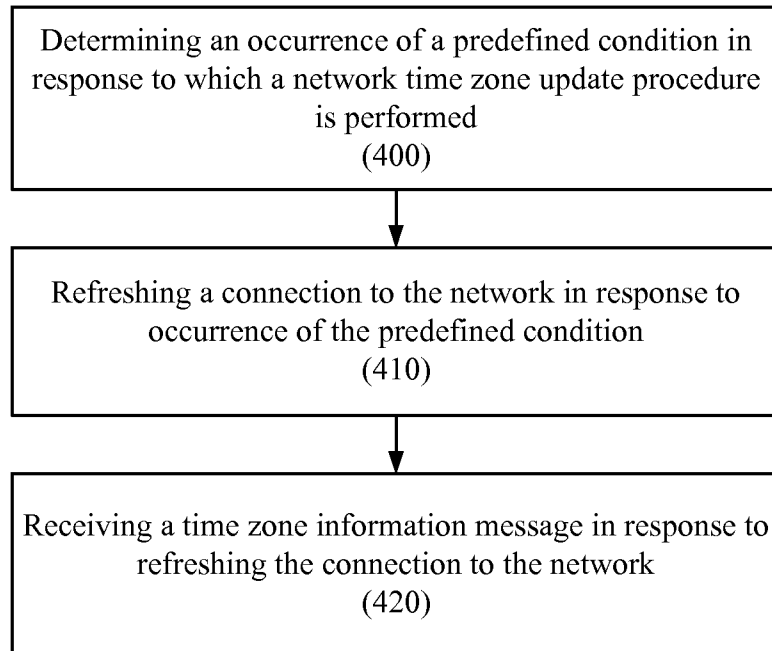 Determining an occurrence of a predefined condition in
response to which a network time zone update procedure
is performed
(400)
Refreshing a connection to the network in response to
occurrence of the predefined condition
(410)
Receiving a time zone information message in response to
refreshing the connection to the network
(420)